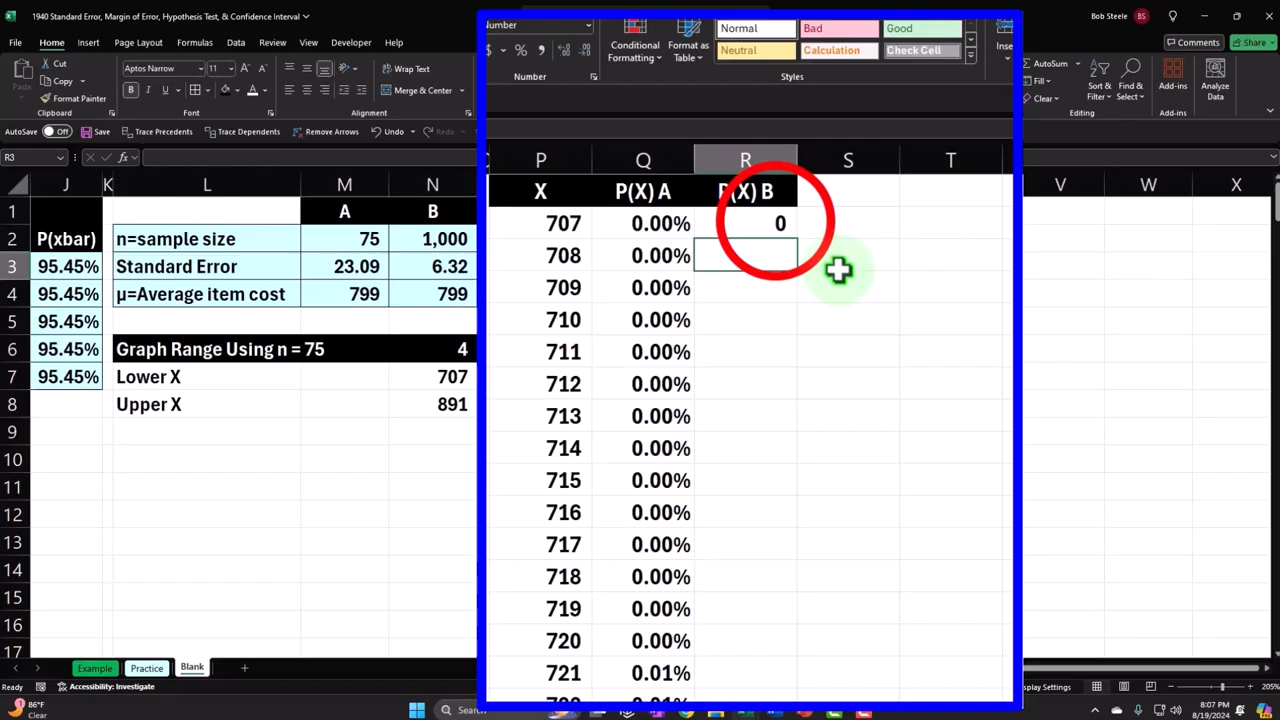 1940 Standard Error, Margin of Error, Hypothesis Test, & Confidence Interval
Bob Steele
BS
Home
Insert
Page Layout
Formulas
Data
Review
View
Developer
Help
Comments
Share
Cut
Copy
Format Painter
Clipboard
Aptos Narrow
11
B
I
U
Font
Wrap Text
Merge & Center
Alignment
Number
Conditional
Formatting
Format as
Table
Number
Normal
Bad
Good
Neutral
Calculation
Check Cell
Styles
AutoSum
Fill
Clear
Sort &
Filter
Find &
Select
Editing
Add-ins
Add-ins
Analyze
Data
AutoSave
Off
Save
Trace Precedents
Trace Dependents
Remove Arrows
Undo
R3
fx
J K L M N
A B
P(xbar) n=sample size 75 1,000
95.45% Standard Error 23.09 6.32
95.45% µ=Average item cost 799 799
95.45%
95.45% Graph Range Using n = 75 4
95.45% Lower X 707
Upper X 891
1
2
3
4
5
6
7
8
9
10
11
12
13
14
15
16
17
P Q R S T
X P(X) A P(X) B
707 0.00% 0
708 0.00%
709 0.00%
710 0.00%
711 0.00%
712 0.00%
713 0.00%
714 0.00%
715 0.00%
716 0.00%
717 0.00%
718 0.00%
719 0.00%
720 0.00%
721 0.01%
U V W X
Example
Practice
Blank
Ready
Accessibility: Investigate
205%
86°F
Clear
Search
8:07 PM
8/19/2024